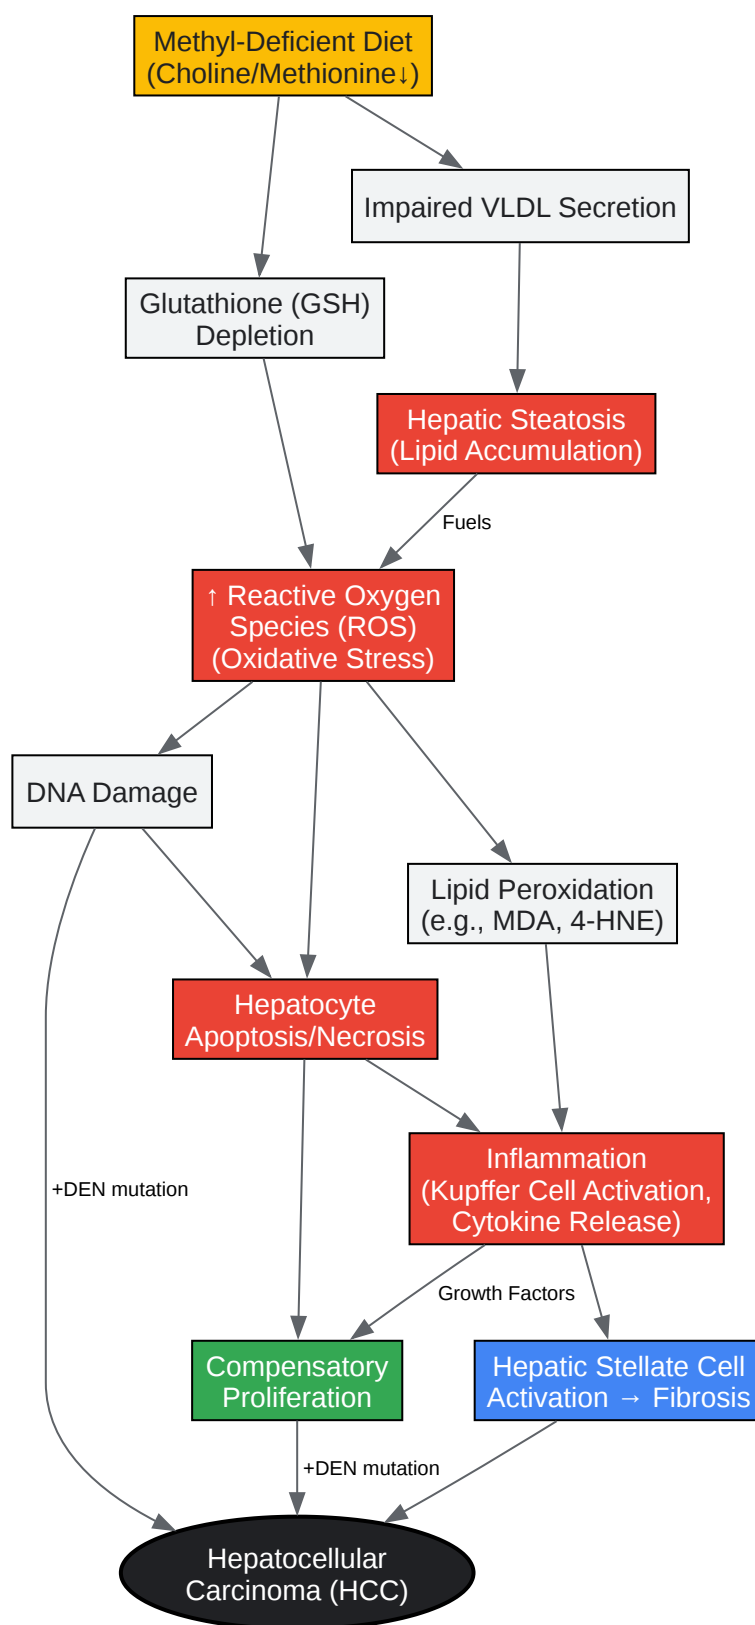 Methyl-Deficient Diet
(Choline/Methionine↓)
Impaired VLDL Secretion
Glutathione (GSH)
Depletion
Hepatic Steatosis
(Lipid Accumulation)
Fuels
↑ Reactive Oxygen
Species (ROS)
(Oxidative Stress)
DNA Damage
Lipid Peroxidation
(e.g., MDA, 4-HNE)
Hepatocyte
Apoptosis/Necrosis
Inflammation
(Kupffer Cell Activation,
Cytokine Release)
+DEN mutation
Growth Factors
Compensatory
Proliferation
Hepatic Stellate Cell
Activation → Fibrosis
+DEN mutation
Hepatocellular
Carcinoma (HCC)